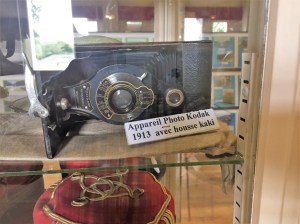 Appareil Photo Kodak
1913 avec housse kaki